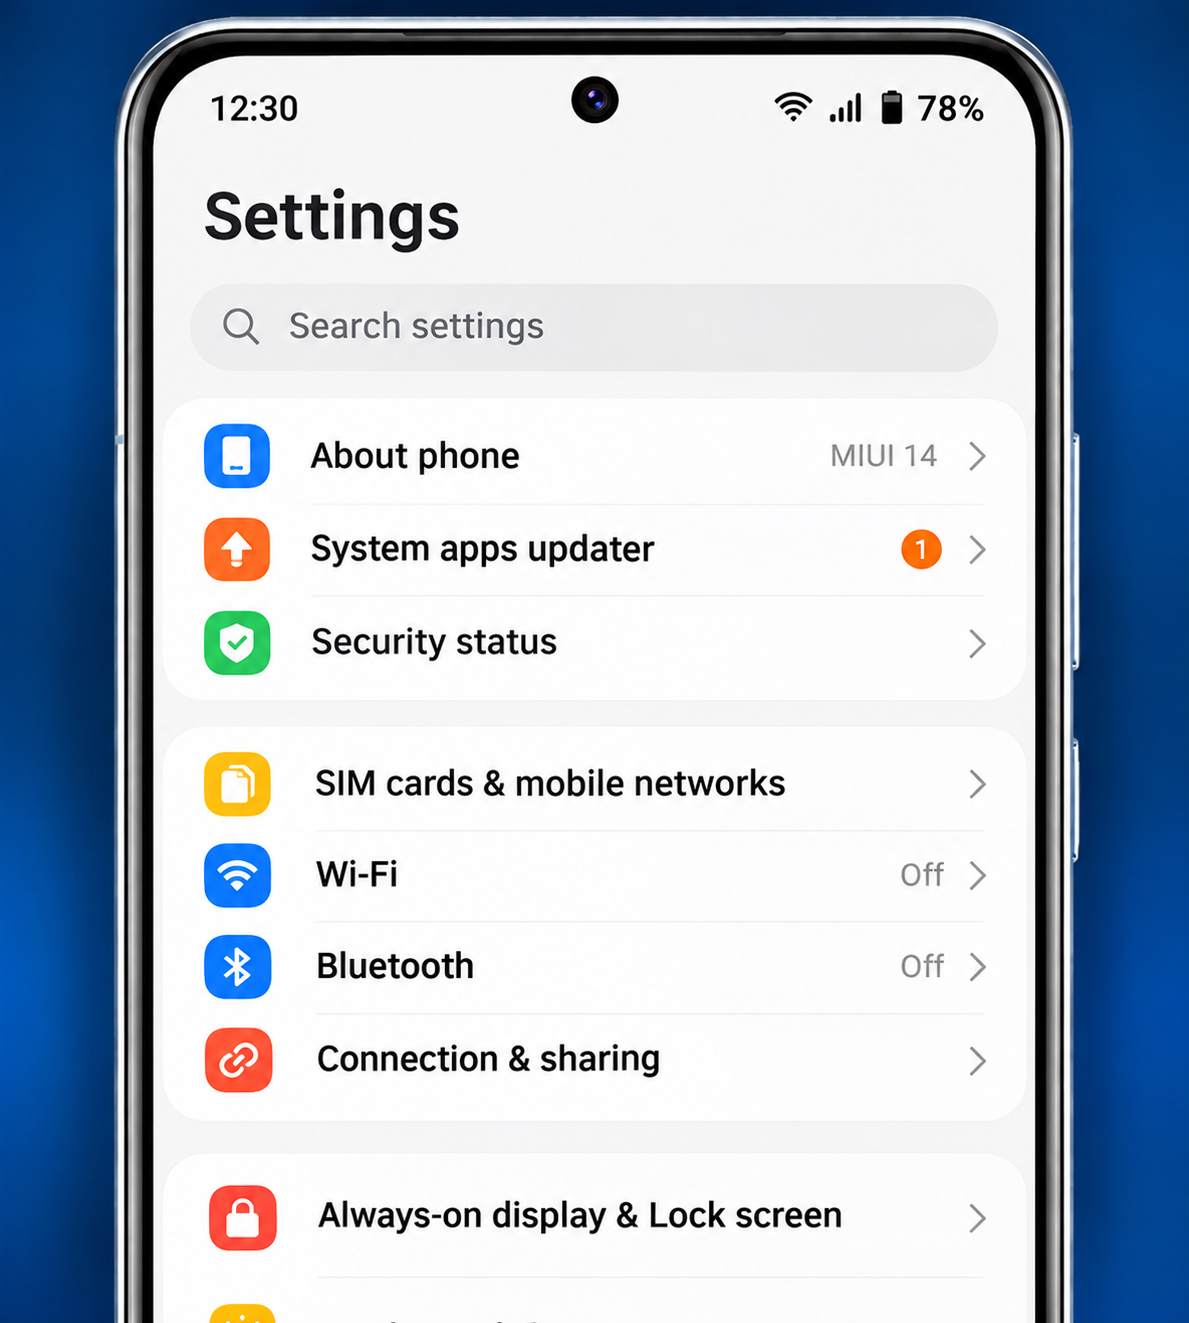 12:30
78%
Settings
Search settings
About phone MIUI 14
System apps updater 1
Security status
SIM cards & mobile networks
Wi-Fi Off
Bluetooth Off
Connection & sharing
Always-on display & Lock screen